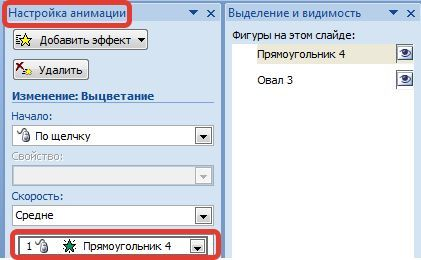 Настройка анимации
Добавить эффект
Удалить
Изменение: Выцветание
Начало:
По щелчку
Свойство:
Скорость:
Средне
1 Прямоугольник 4
Выделение и видимость
Фигуры на этом слайде:
Прямоугольник 4
Овал 3